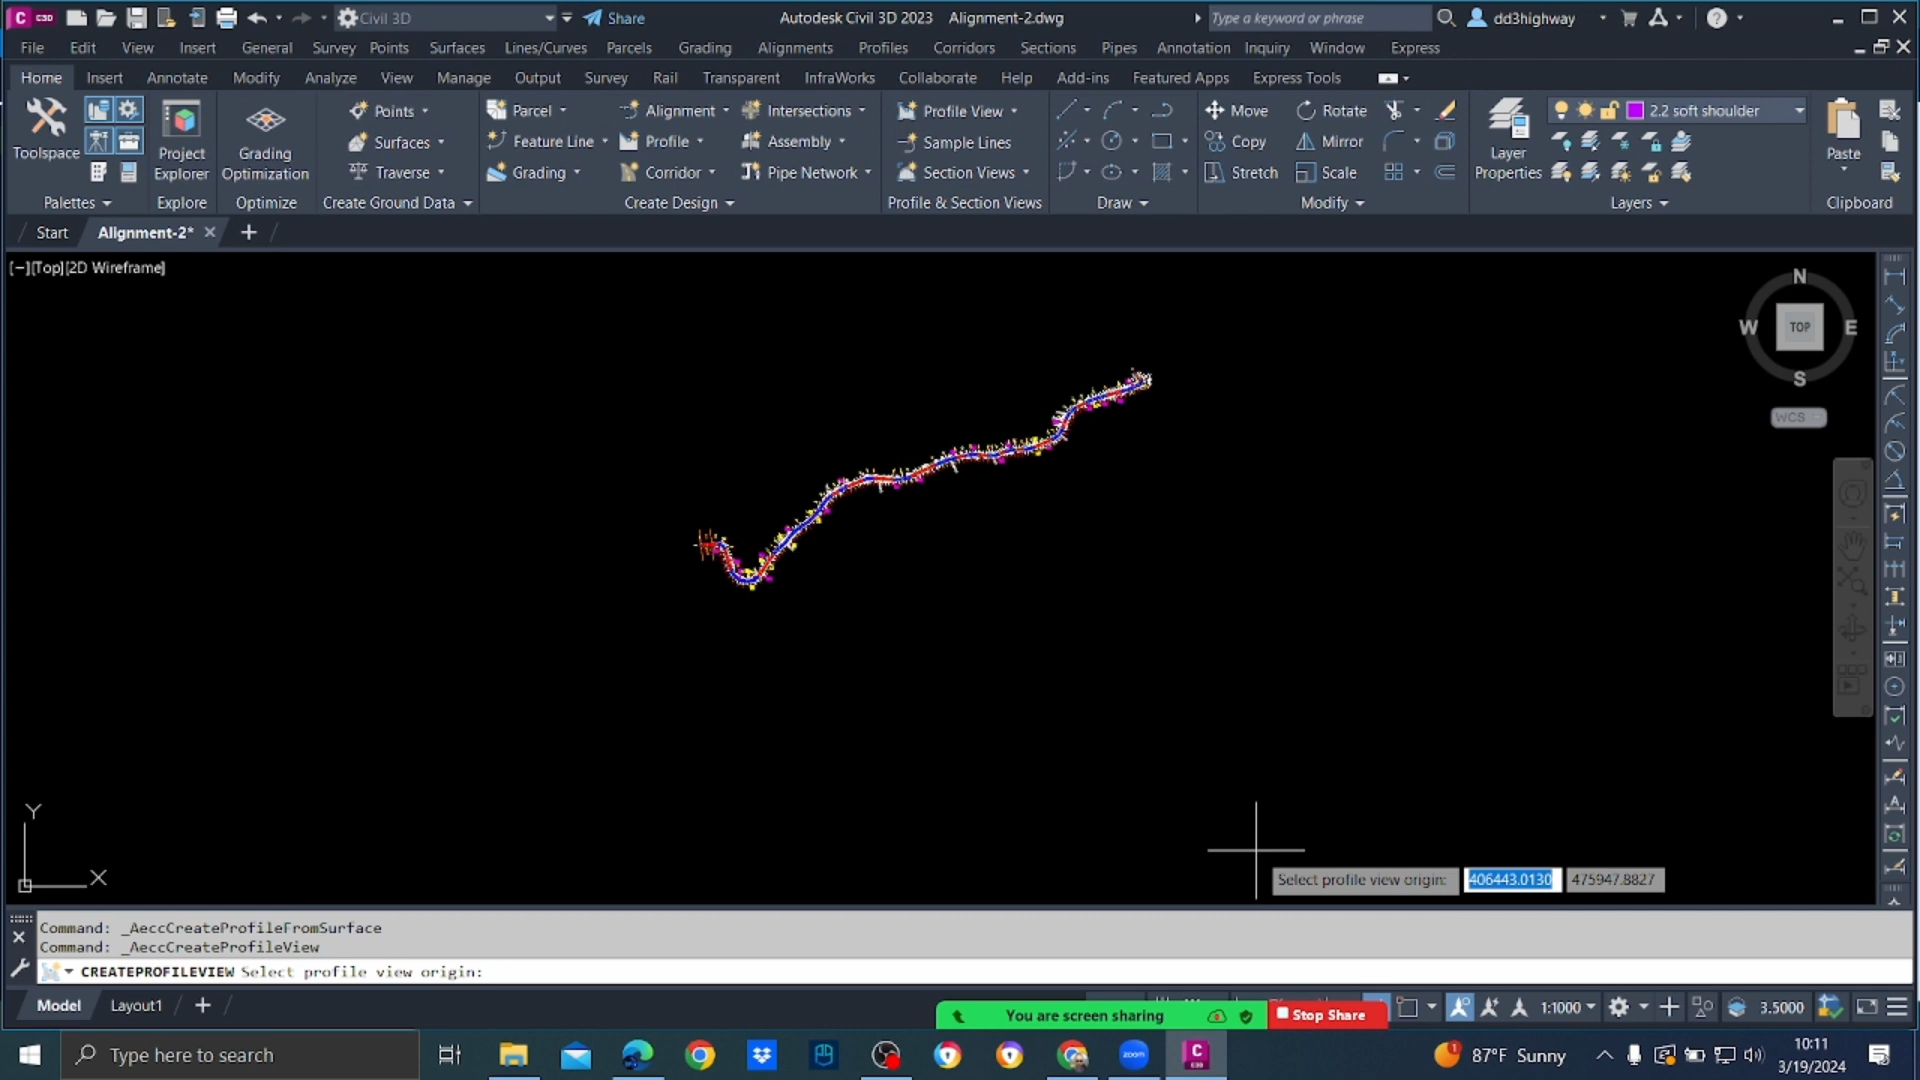 C3D Civil 3D Share Autodesk Civil 3D 2023 Alignment-2.dwg Type a keyword or phrase dd3highway
File Edit View Insert General Survey Points Surfaces Lines/Curves Parcels Grading Alignments Profiles Corridors Sections Pipes Annotation Inquiry Window Express
Home Insert Annotate Modify Analyze View Manage Output Survey Rail Transparent InfraWorks Collaborate Help Add-ins Featured Apps Express Tools
Points Parcel Alignment Intersections Profile View Move Rotate 2.2 soft shoulder
Surfaces Feature Line Profile Assembly Sample Lines Copy Mirror
Toolspace Project Explorer Grading Optimization Layer Properties Paste
Traverse Grading Corridor Pipe Network Section Views Stretch Scale
Palettes Explore Optimize Create Ground Data Create Design Profile & Section Views Draw Modify Layers Clipboard
Start Alignment-2* +
[−][Top][2D Wireframe]
N
W TOP E
S
WCS
Y
X
Select profile view origin: 406443.0130 475947.8827
Command: _AeccCreateProfileFromSurface
Command: _AeccCreateProfileView
CREATEPROFILEVIEW Select profile view origin:
Model Layout1 + 1:1000 3.5000
You are screen sharing Stop Share
Type here to search zoom C3D 87°F Sunny 10:11
3/19/2024